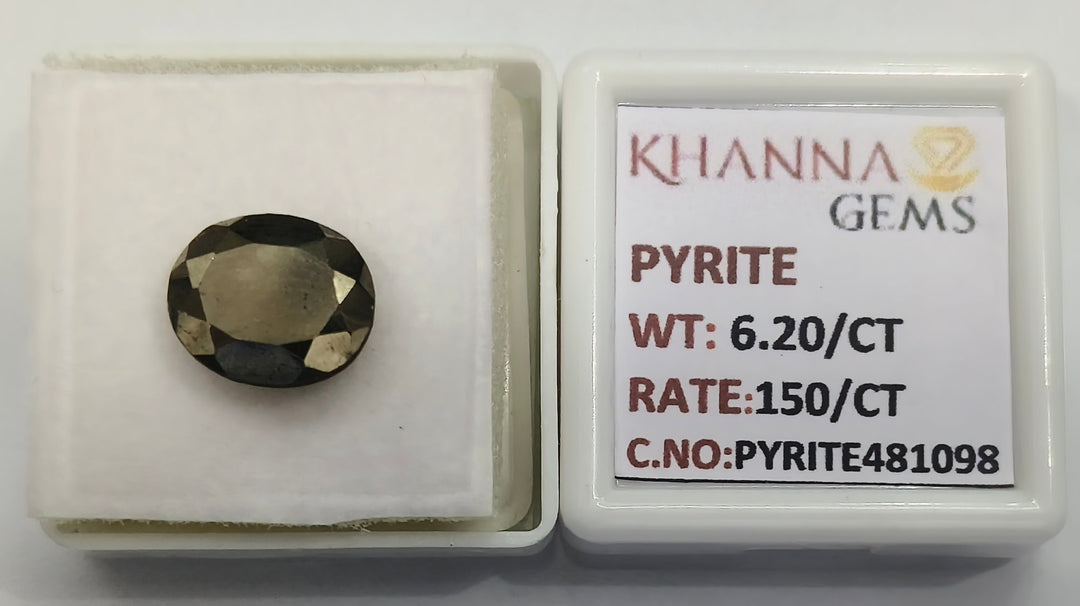 KHANNA
GEMS
PYRITE
WT: 6.20/CT
RATE:150/CT
C.NO:PYRITE481098